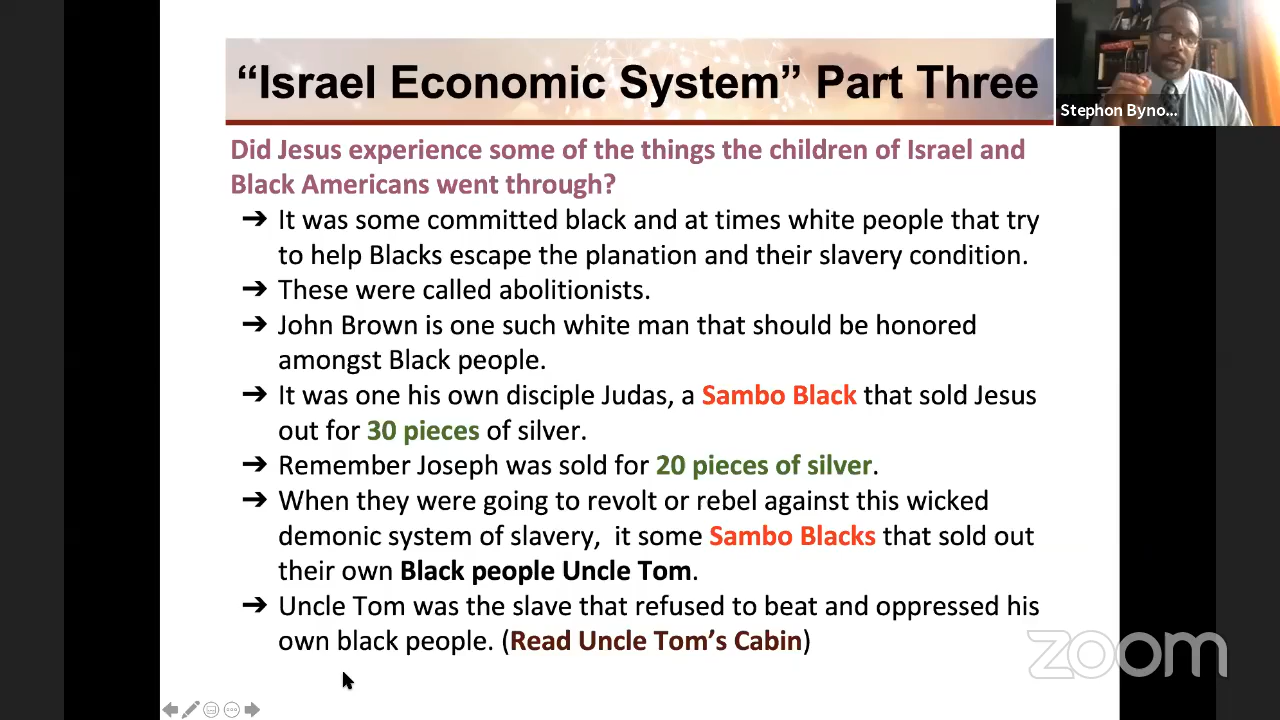 “Israel Economic System” Part Three
Stephon Byno...
Did Jesus experience some of the things the children of Israel and
Black Americans went through?
➔ It was some committed black and at times white people that try
to help Blacks escape the planation and their slavery condition.
➔ These were called abolitionists.
➔ John Brown is one such white man that should be honored
amongst Black people.
➔ It was one his own disciple Judas, a Sambo Black that sold Jesus
out for 30 pieces of silver.
➔ Remember Joseph was sold for 20 pieces of silver.
➔ When they were going to revolt or rebel against this wicked
demonic system of slavery, it some Sambo Blacks that sold out
their own Black people Uncle Tom.
➔ Uncle Tom was the slave that refused to beat and oppressed his
own black people. (Read Uncle Tom’s Cabin)
zoom